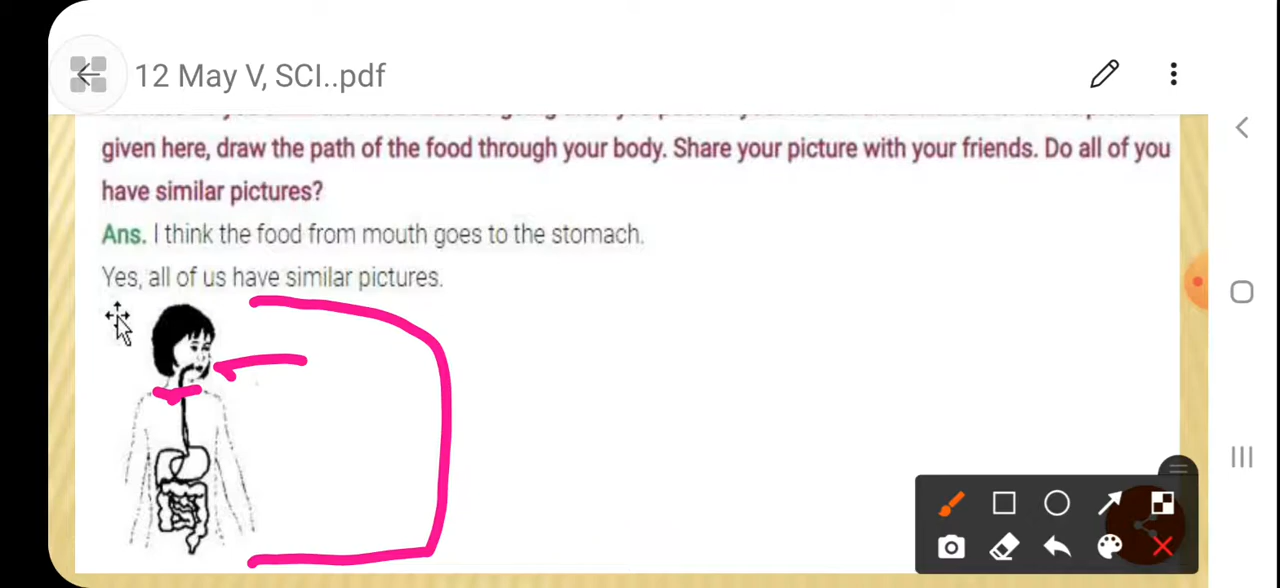 12 May V, SCI..pdf
given here, draw the path of the food through your body. Share your picture with your friends. Do all of you
have similar pictures?
Ans. I think the food from mouth goes to the stomach.
Yes, all of us have similar pictures.